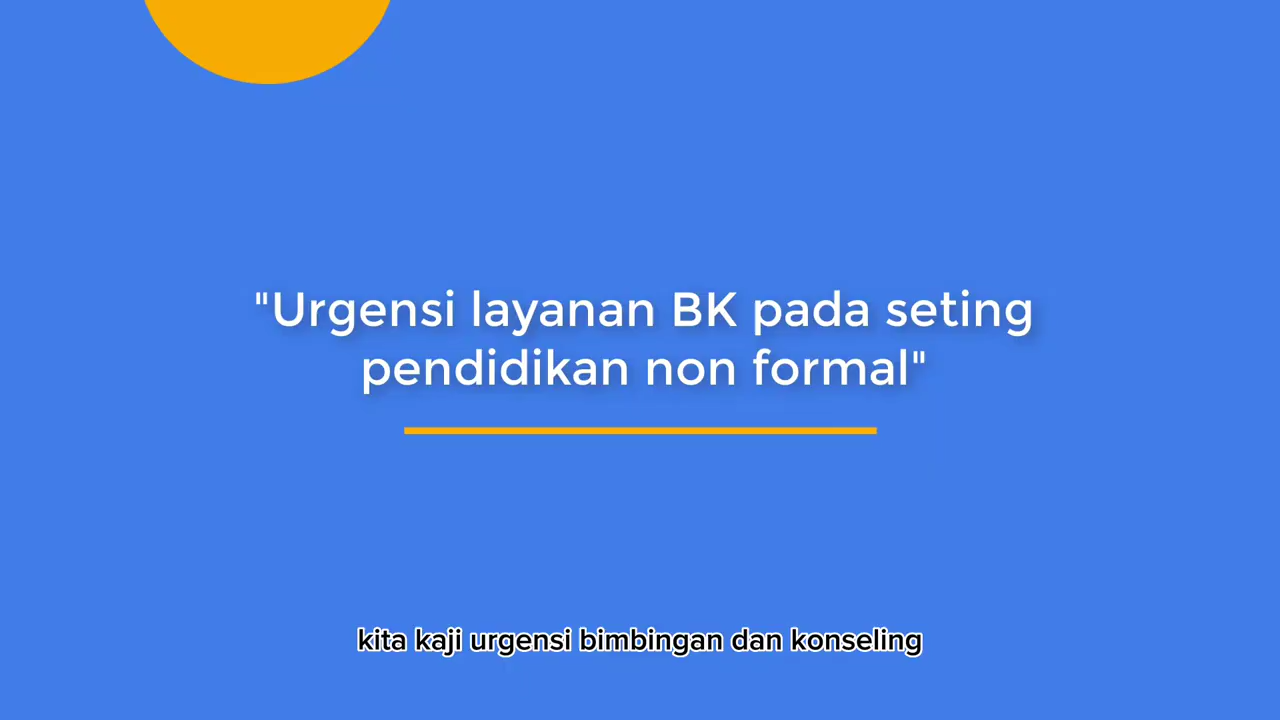 "Urgensi layanan BK pada seting
pendidikan non formal"
kita kaji urgensi bimbingan dan konseling